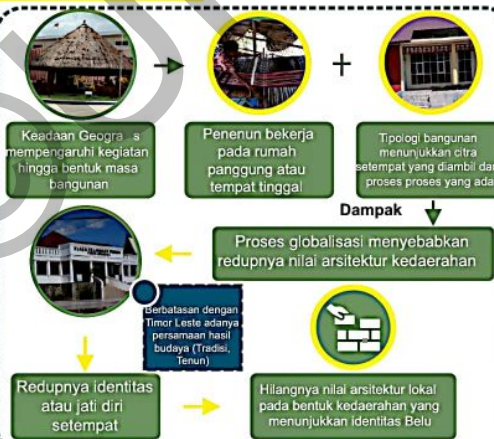 Keadaan Geogra s
mempengaruhi kegiatan
hingga bentuk masa
bangunan
Penenun bekerja
pada rumah
panggung atau
tempat tinggal
+
Tipologi bangunan
menunjukkan citra
setempat yang diambil dari
proses proses yang ada
Dampak
Proses globalisasi menyebabkan
redupnya nilai arsitektur kedaerahan
Berbatasan dengan
Timor Leste adanya
persamaan hasil
budaya (Tradisi,
Tenun)
Redupnya identitas
atau jati diri
setempat
Hilangnya nilai arsitektur lokal
pada bentuk kedaerahan yang
menunjukkan identitas Belu